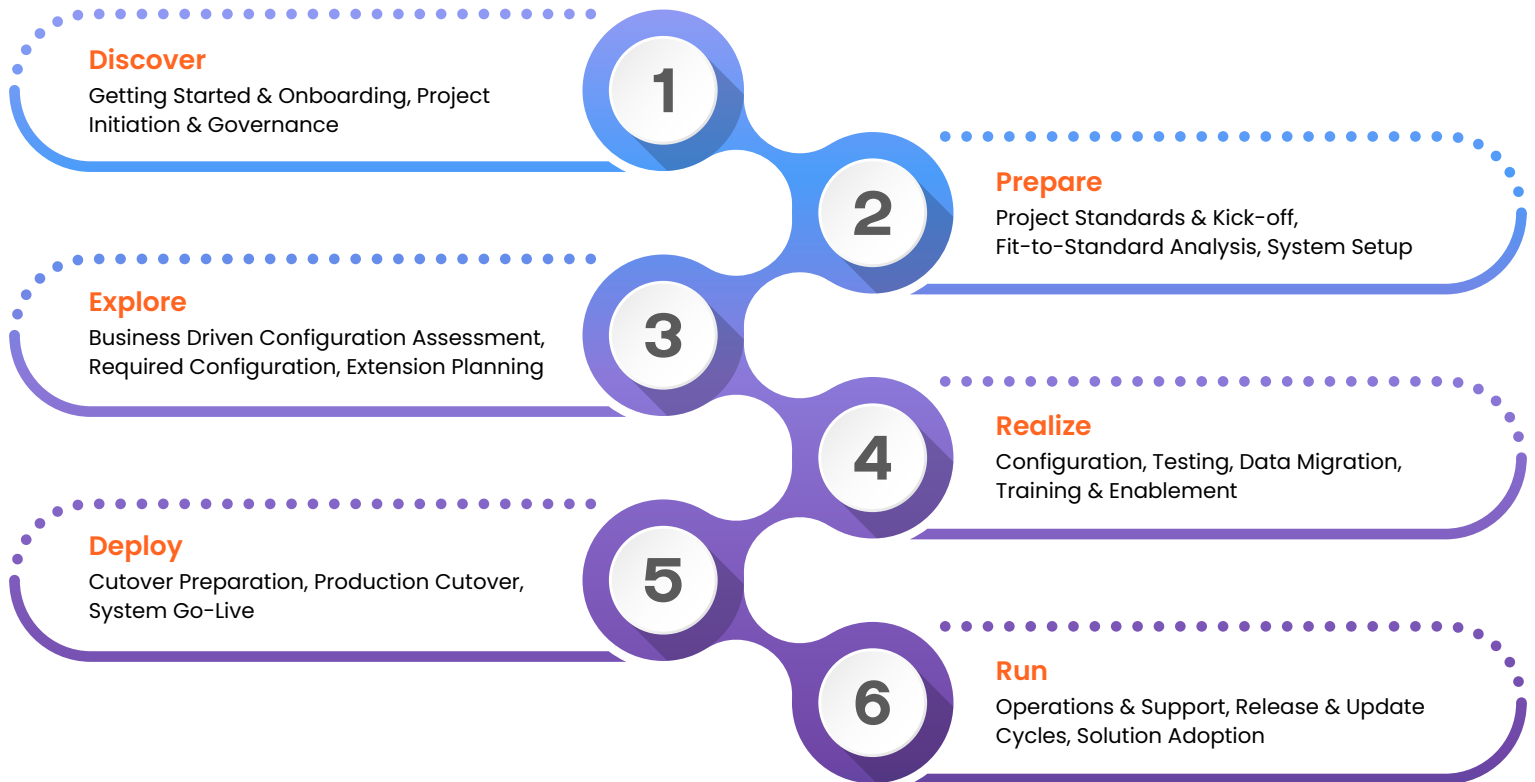 1
Discover
Getting Started & Onboarding, Project
Initiation & Governance
2
Prepare
Project Standards & Kick-off,
Fit-to-Standard Analysis, System Setup
3
Explore
Business Driven Configuration Assessment,
Required Configuration, Extension Planning
4
Realize
Configuration, Testing, Data Migration,
Training & Enablement
5
Deploy
Cutover Preparation, Production Cutover,
System Go-Live
6
Run
Operations & Support, Release & Update
Cycles, Solution Adoption